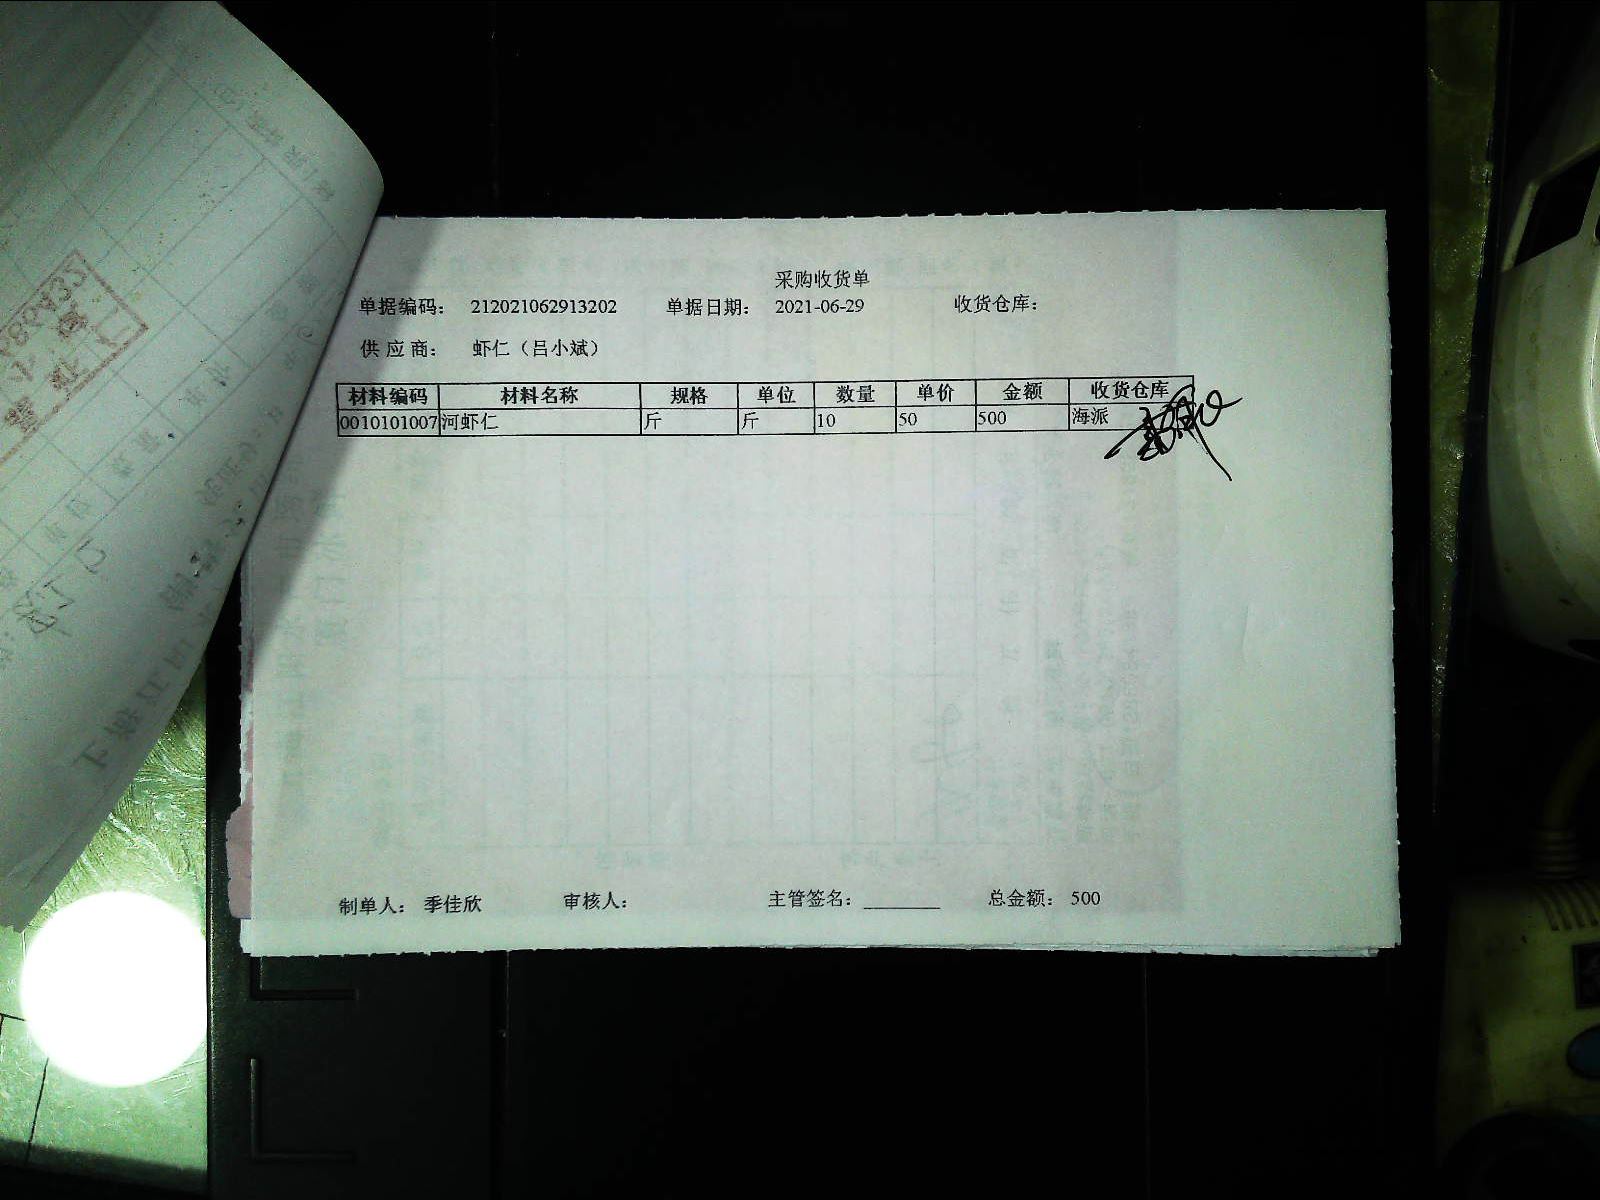 采购收货单
单据编码： 212021062913202 单据日期： 2021-06-29 收货仓库：
供应商： 虾仁（吕小斌）
材料编码 材料名称 规格 单位 数量 单价 金额 收货仓库
0010101007 河虾仁 斤 斤 10 50 500 海派
制单人： 季佳欣 审核人： 主管签名：________ 总金额： 500